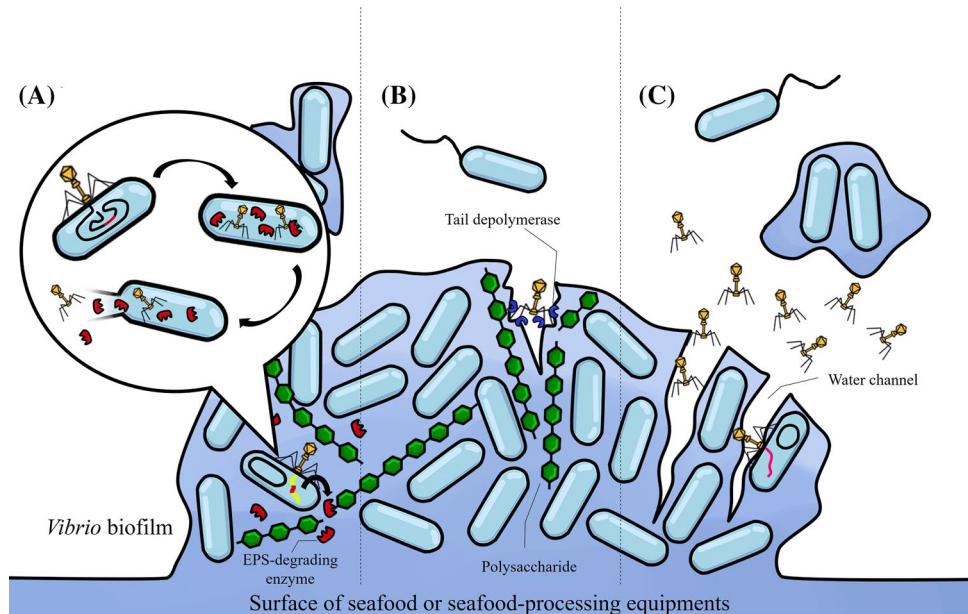 (A)
(B)
(C)
Tail depolymerase
Water channel
Vibrio biofilm
EPS-degrading
enzyme
Polysaccharide
Surface of seafood or seafood-processing equipments